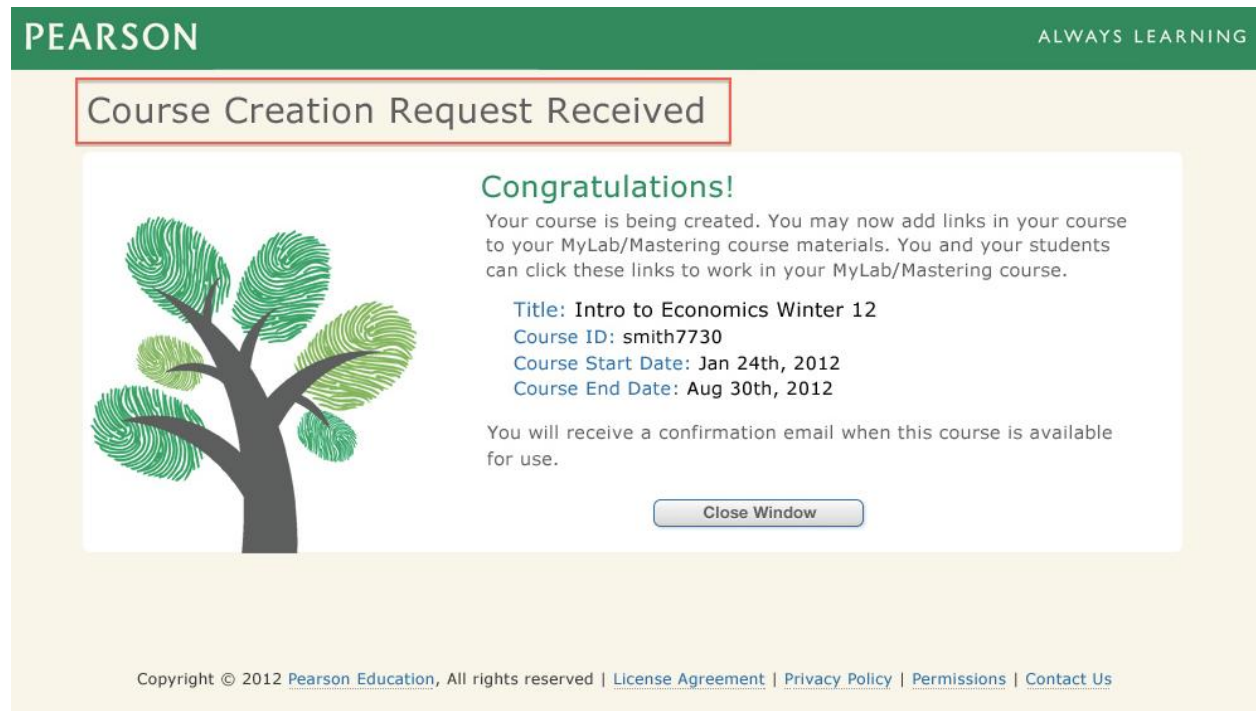 PEARSON
ALWAYS LEARNING
Course Creation Request Received
Congratulations!
Your course is being created. You may now add links in your course
to your MyLab/Mastering course materials. You and your students
can click these links to work in your MyLab/Mastering course.
Title: Intro to Economics Winter 12
Course ID: smith7730
Course Start Date: Jan 24th, 2012
Course End Date: Aug 30th, 2012
You will receive a confirmation email when this course is available
for use.
Close Window
Copyright © 2012 Pearson Education, All rights reserved | License Agreement | Privacy Policy | Permissions | Contact Us